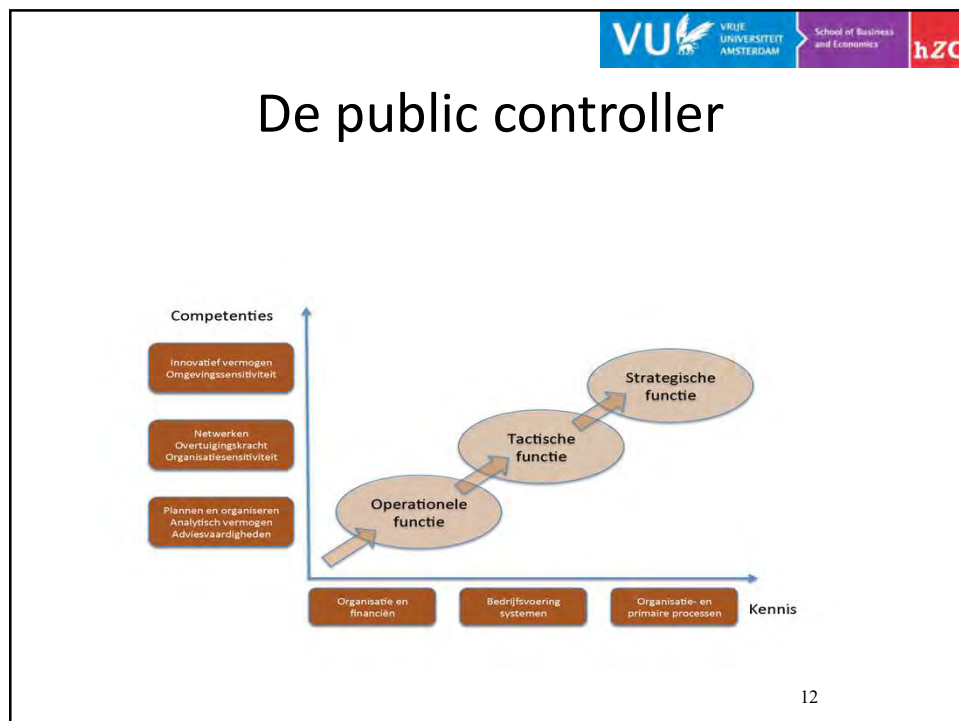 VU
VRIJE
UNIVERSITEIT
AMSTERDAM
School of Business
and Economics
hZO
De public controller
Competenties
Innovatief vermogen
Omgevingssensitiviteit
Netwerken
Overtuigingskracht
Organisatiesensitiviteit
Plannen en organiseren
Analytisch vermogen
Adviesvaardigheden
Strategische
functie
Tactische
functie
Operationele
functie
Organisatie en
financiën
Bedrijfsvoering
systemen
Organisatie- en
primaire processen
Kennis
12